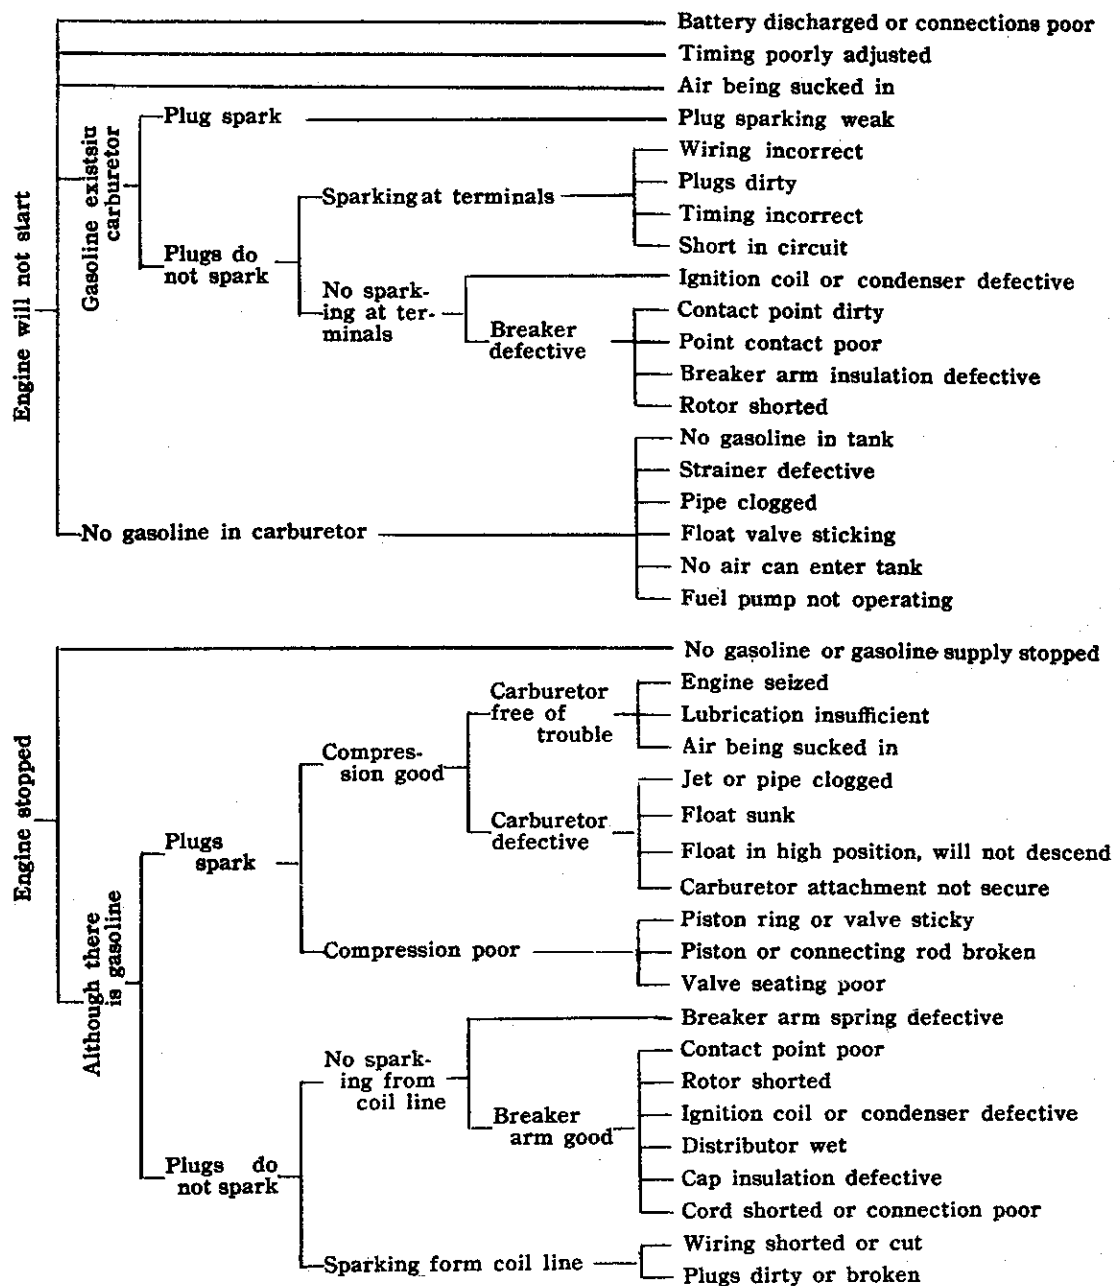 Battery discharged or connections poor
Timing poorly adjusted
Air being sucked in
Plug spark
Plug sparking weak
Engine will not start
Gasoline existsiu
carburetor
Wiring incorrect
Plugs dirty
Sparking at terminals
Timing incorrect
Short in circuit
Plugs do
not spark
Ignition coil or condenser defective
No spark-
ing at ter-
minals
Contact point dirty
Breaker
defective
Point contact poor
Breaker arm insulation defective
Rotor shorted
No gasoline in tank
Strainer defective
Pipe clogged
No gasoline in carburetor
Float valve sticking
No air can enter tank
Fuel pump not operating
No gasoline or gasoline supply stopped
Engine stopped
Engine seized
Carburetor
free of
trouble
Lubrication insufficient
Air being sucked in
Compres-
sion good
Jet or pipe clogged
Float sunk
Carburetor
defective
Float in high position, will not descend
Plugs
spark
Carburetor attachment not secure
Although there
is gasoline
Piston ring or valve sticky
Compression poor
Piston or connecting rod broken
Valve seating poor
Breaker arm spring defective
No spark-
ing from
coil line
Contact point poor
Rotor shorted
Breaker
arm good
Ignition coil or condenser defective
Distributor wet
Plugs do
not spark
Cap insulation defective
Cord shorted or connection poor
Sparking form coil line
Wiring shorted or cut
Plugs dirty or broken